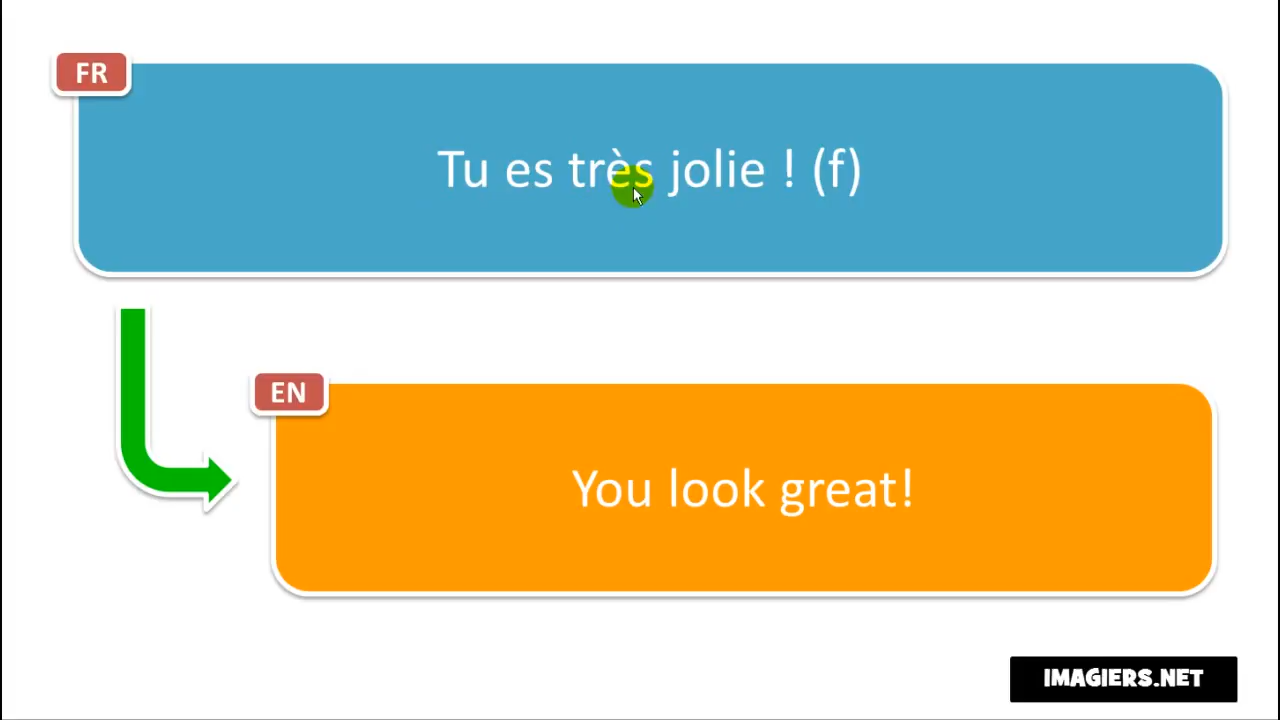 FR
Tu es très jolie ! (f)
EN
You look great!
IMAGIERS.NET